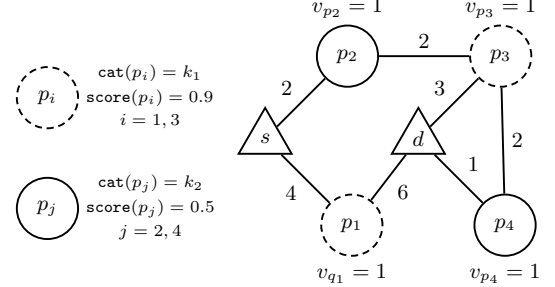 v_{p_2} = 1
v_{p_3} = 1
p_2
2
p_3
cat(p_i) = k_1
score(p_i) = 0.9
i = 1, 3
p_i
2
3
s
d
2
4
6
1
cat(p_j) = k_2
score(p_j) = 0.5
j = 2, 4
p_j
p_1
p_4
v_{q_1} = 1
v_{p_4} = 1